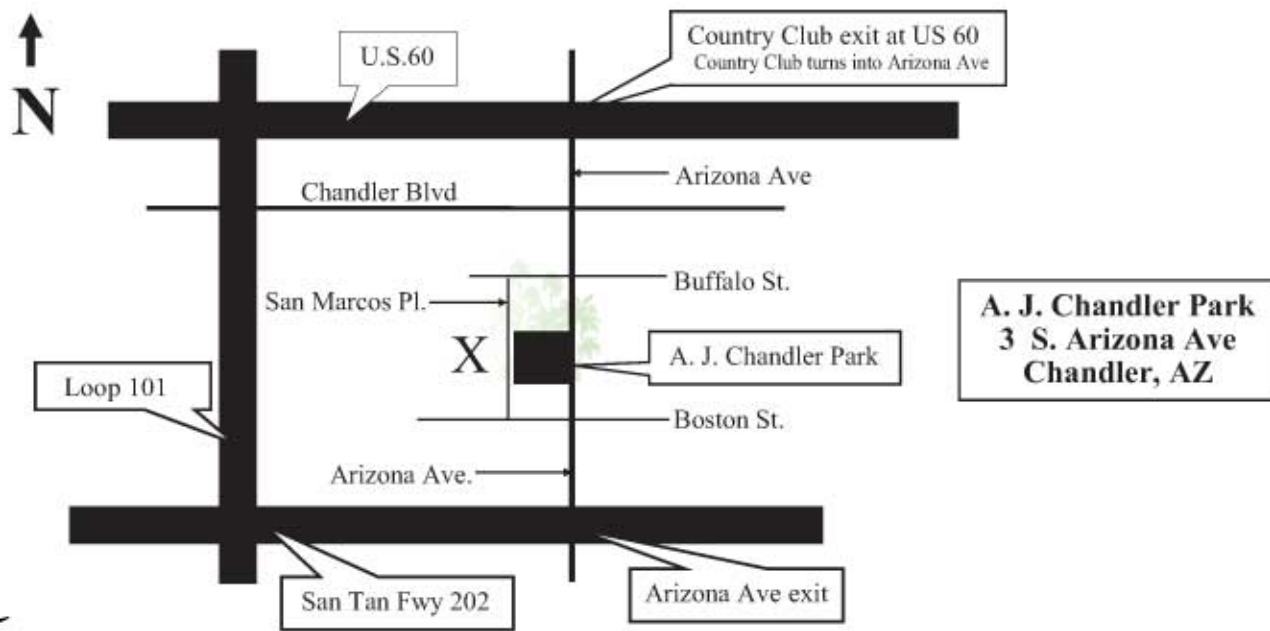 N
U.S.60
Country Club exit at US 60
Country Club turns into Arizona Ave
Arizona Ave
Chandler Blvd
Buffalo St.
San Marcos Pl.
X
A. J. Chandler Park
A. J. Chandler Park
3 S. Arizona Ave
Chandler, AZ
Loop 101
Boston St.
Arizona Ave.
San Tan Fwy 202
Arizona Ave exit